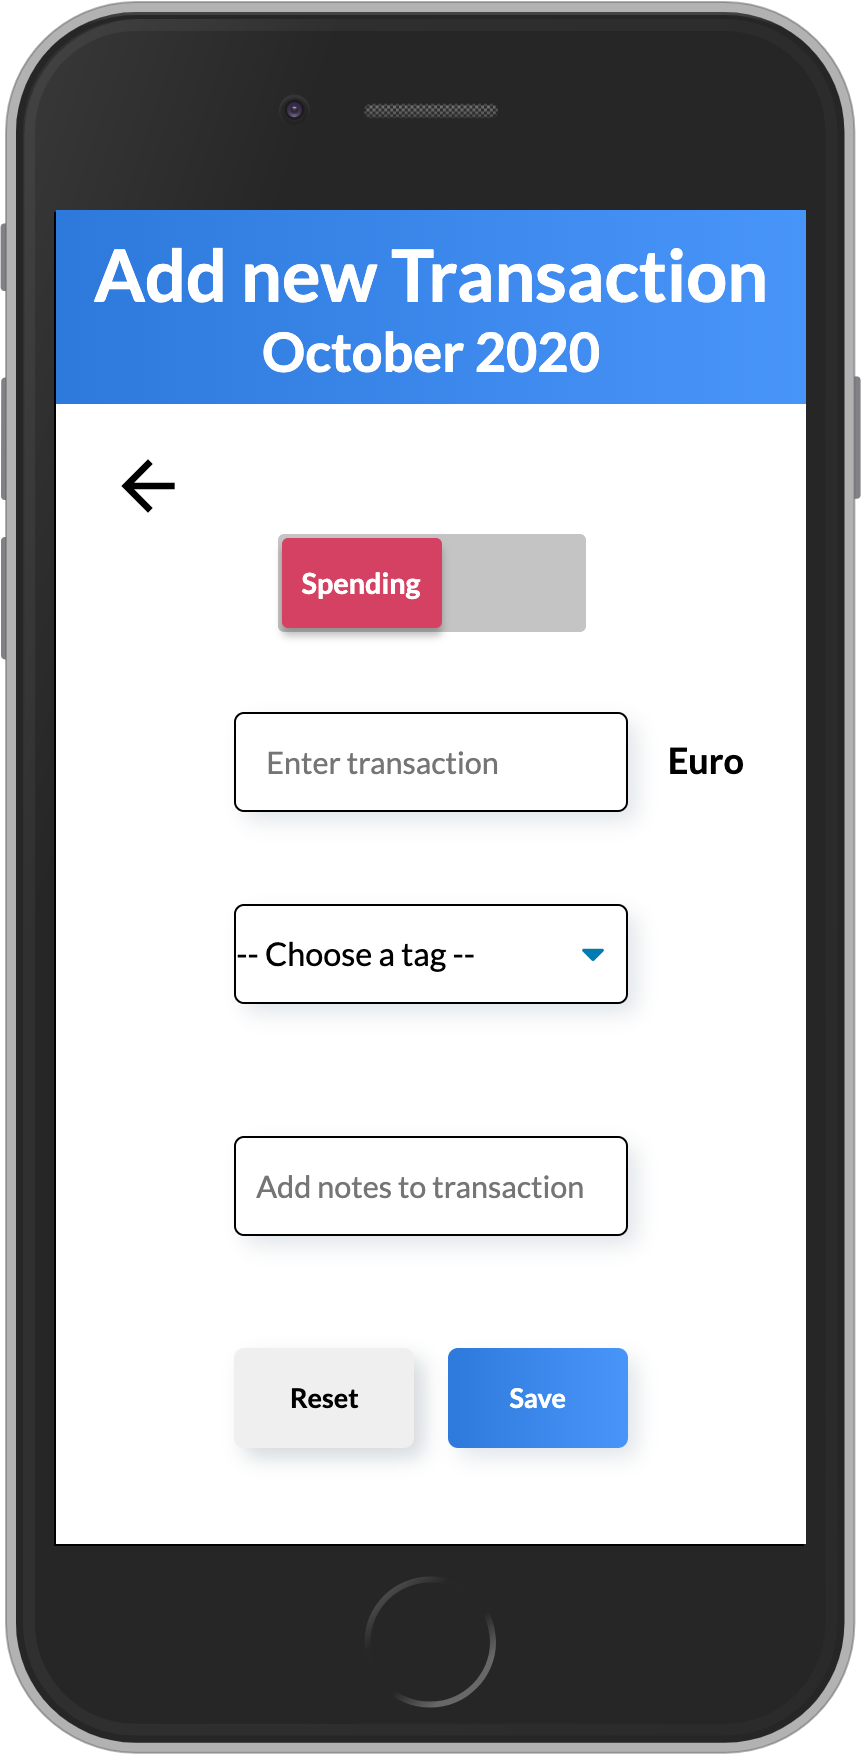 Add new Transaction
October 2020
Spending
Enter transaction
Euro
-- Choose a tag --
Add notes to transaction
Reset
Save